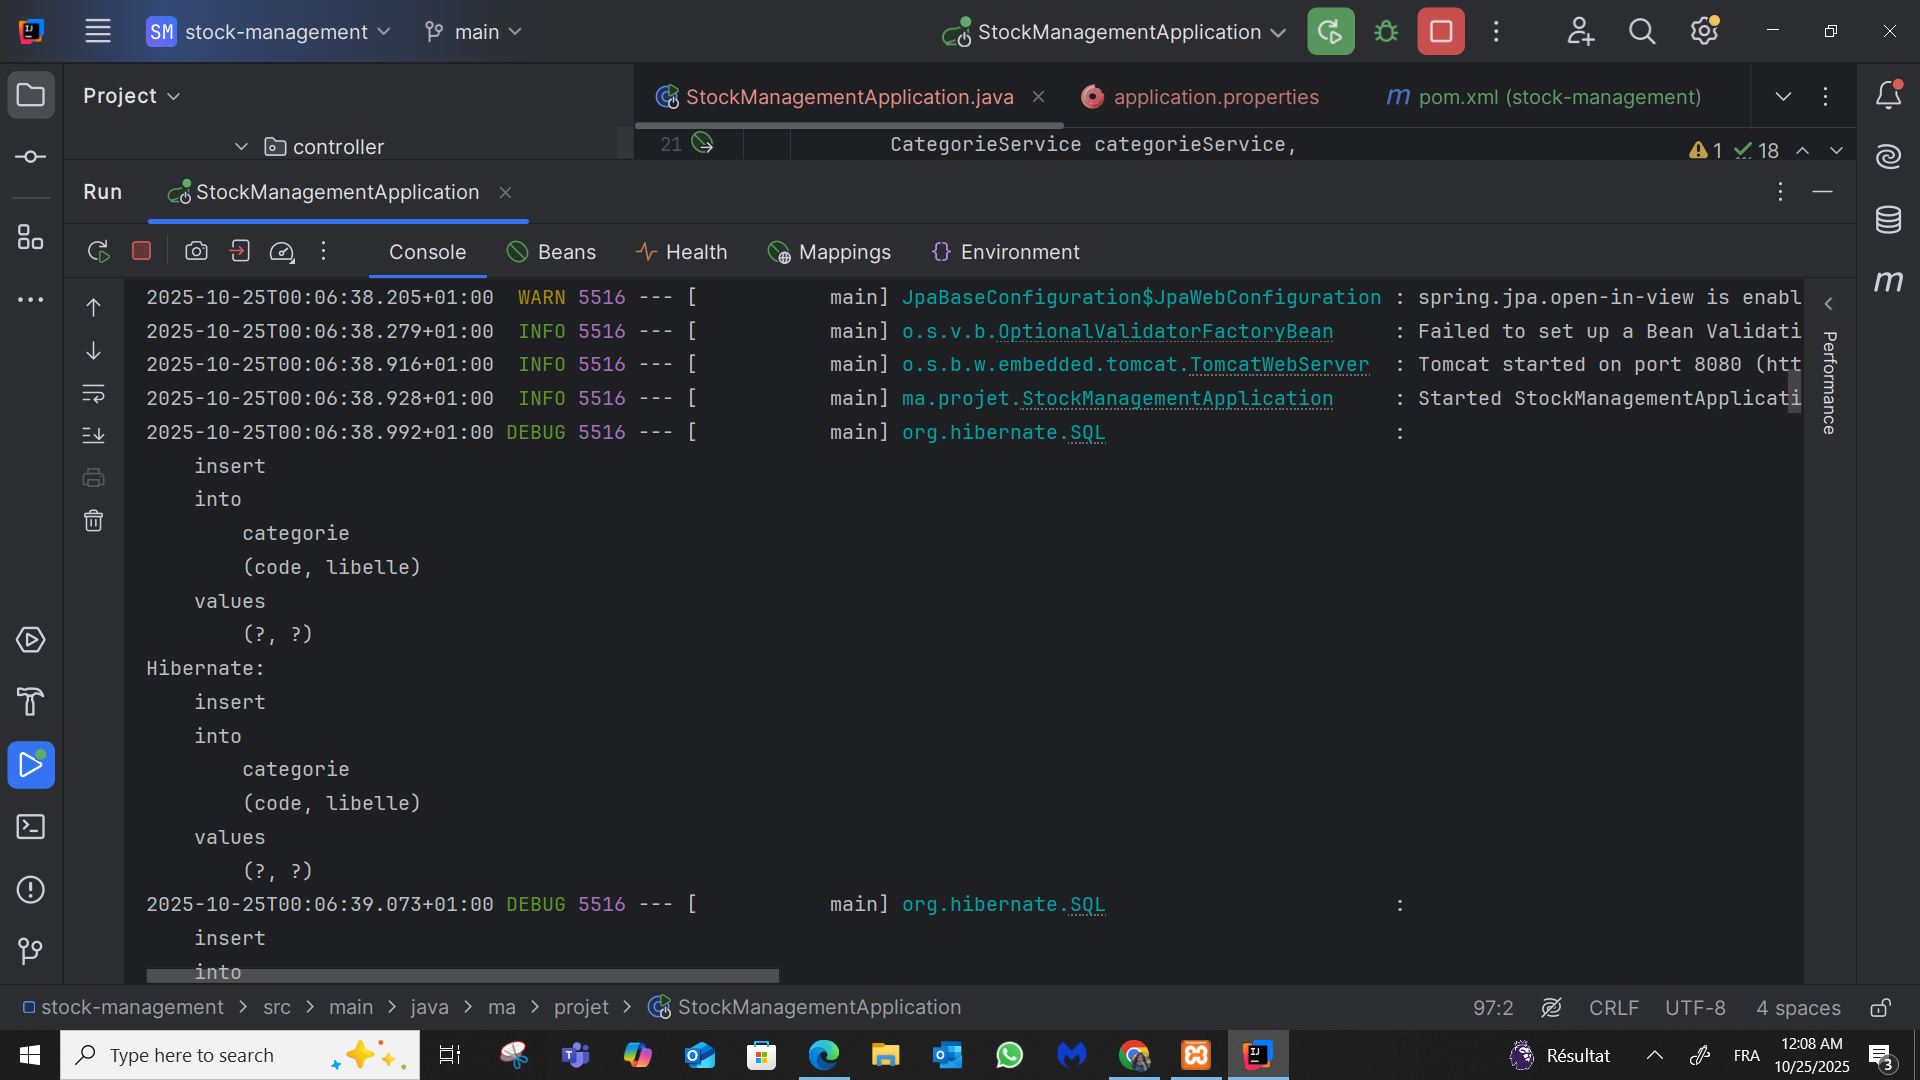 SM stock-management main StockManagementApplication
Project
StockManagementApplication.java application.properties m pom.xml (stock-management)
controller
21 CategorieService categorieService, 1 18
Run StockManagementApplication
Console Beans Health Mappings Environment
2025-10-25T00:06:38.205+01:00 WARN 5516 --- [ main] JpaBaseConfiguration$JpaWebConfiguration : spring.jpa.open-in-view is enabl
2025-10-25T00:06:38.279+01:00 INFO 5516 --- [ main] o.s.v.b.OptionalValidatorFactoryBean : Failed to set up a Bean Validati
2025-10-25T00:06:38.916+01:00 INFO 5516 --- [ main] o.s.b.w.embedded.tomcat.TomcatWebServer : Tomcat started on port 8080 (htt
2025-10-25T00:06:38.928+01:00 INFO 5516 --- [ main] ma.projet.StockManagementApplication : Started StockManagementApplicati
2025-10-25T00:06:38.992+01:00 DEBUG 5516 --- [ main] org.hibernate.SQL :
insert
into
categorie
(code, libelle)
values
(?, ?)
Hibernate:
insert
into
categorie
(code, libelle)
values
(?, ?)
2025-10-25T00:06:39.073+01:00 DEBUG 5516 --- [ main] org.hibernate.SQL :
insert
into
Performance
stock-management > src > main > java > ma > projet > StockManagementApplication 97:2 CRLF UTF-8 4 spaces
Type here to search Résultat FRA 12:08 AM
10/25/2025 3